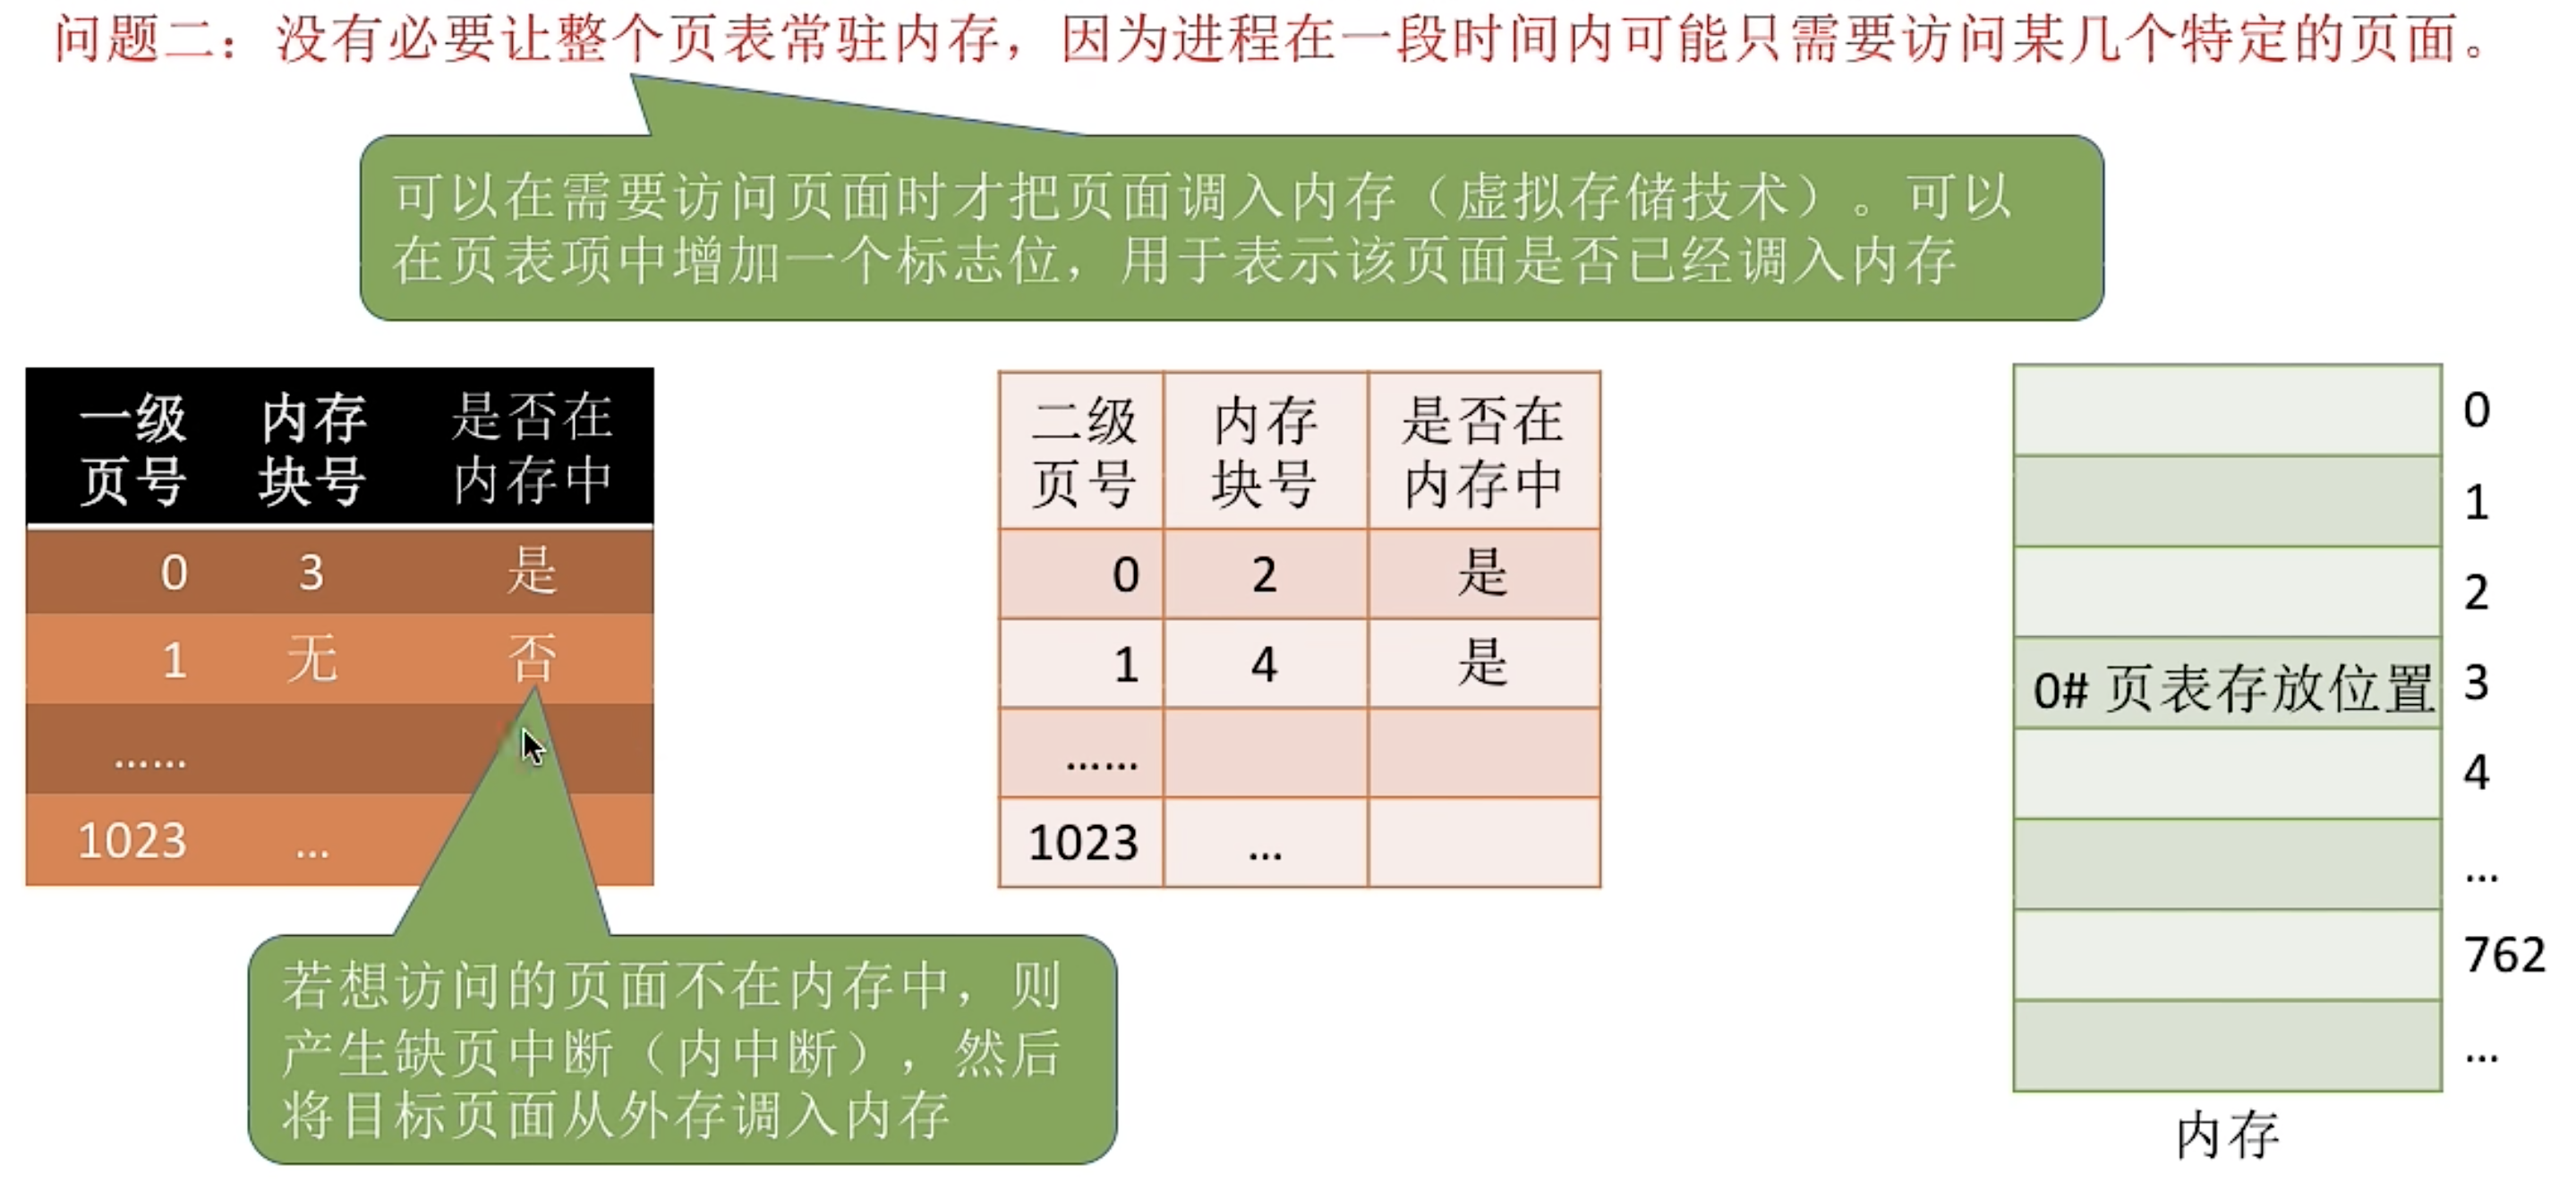 问题二：没有必要让整个页表常驻内存，因为进程在一段时间内可能只需要访问某几个特定的页面。
可以在需要访问页面时才把页面调入内存（虚拟存储技术）。可以
在页表项中增加一个标志位，用于表示该页面是否已经调入内存
一级 内存 是否在
页号 块号 内存中
0 3 是
1 无 否
……
1023 …
二级 内存 是否在
页号 块号 内存中
0 2 是
1 4 是
……
1023 …
0
1
2
0# 页表存放位置 3
4
…
762
…
内存
若想访问的页面不在内存中，则
产生缺页中断（内中断），然后
将目标页面从外存调入内存